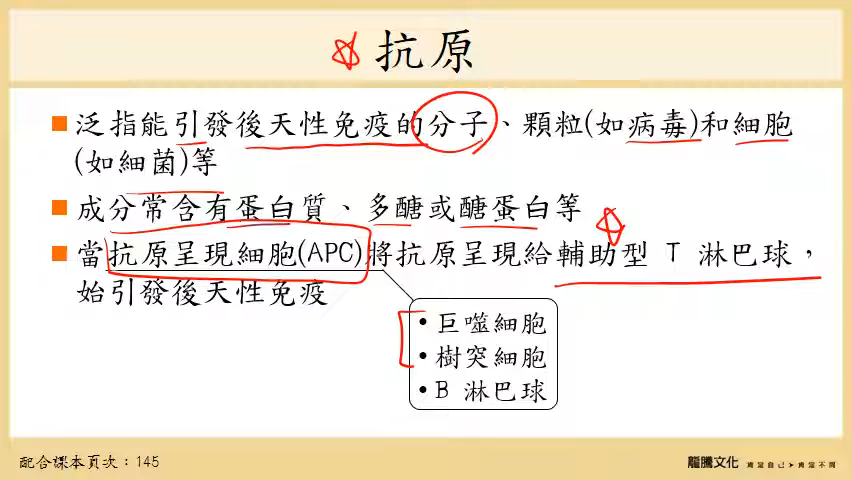 抗原
泛指能引發後天性免疫的分子、顆粒(如病毒)和細胞
(如細菌)等
成分常含有蛋白質、多醣或醣蛋白等
當抗原呈現細胞(APC)將抗原呈現給輔助型 T 淋巴球，
始引發後天性免疫
• 巨噬細胞
• 樹突細胞
• B 淋巴球
配合課本頁次：145
龍騰文化 肯定自己➤肯定不同